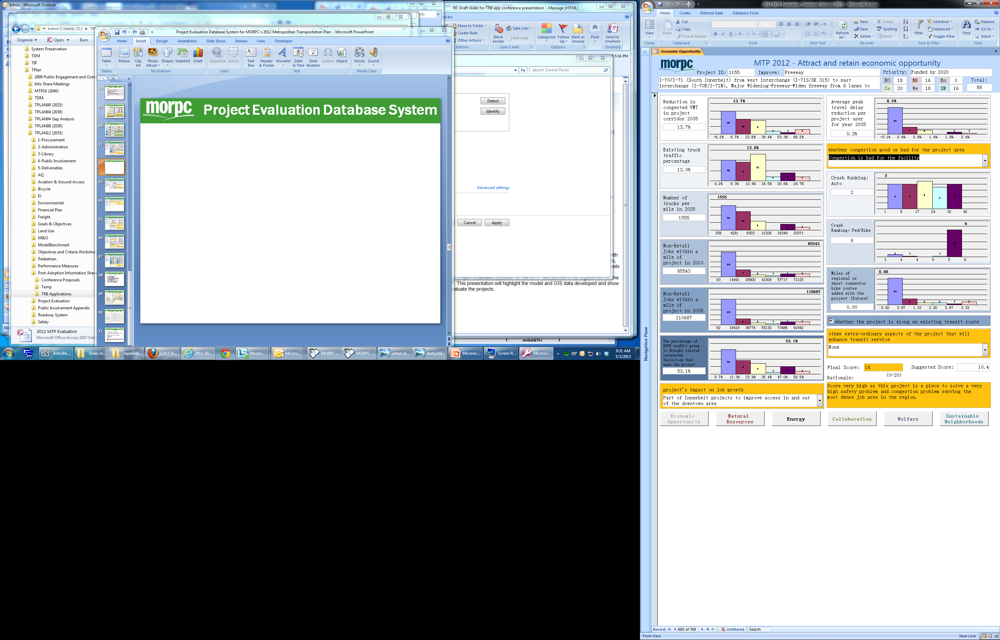 Inbox - Microsoft Outlook
RE: Draft slides for TRB app conference presentation - Message (HTML)
transii (\\tdata) (O:)
Organize
Open
Burn
System Preservation
TDM
TIP
TPlan
2009 Public Engagement and Outr
Info Share Meetings
MTP16 (2040)
TDM
TPLAN00 (2025)
TPLAN04 (2030)
TPLAN04 Gap Analysis
TPLAN08 (2030)
TPLAN12 (2035)
1-Procurement
2-Administration
3-Library
4-Public Involvement
5-Deliverables
AQ
Aviation & Ground Access
Bicycle
EJ
Environmental
Financial Plan
Freight
Goals & Objectives
Land Use
M&O
ModelBenchmark
Objectives and Criteria Worksho
Pedestrian
Performance Measures
Post-Adoption Information Shar
Conference Proposals
Temp
TRB Applications
Project Evaluation
Public Involvement Appendix
Roadway System
Safety
2012 MTP Evaluation
Microsoft Office Access 2007 Dat
Project Evaluation Database System for MORPC's 2012 Metropolitan Transportation Plan - Microsoft PowerPoint
Home Insert Design Animations Slide Show Review View Developer
Table Picture Clip Art Photo Album Shapes SmartArt Chart Hyperlink Action Text Box Header & Footer WordArt Date & Time Slide Number Symbol Object Movie Sound
Tables Illustrations Links Text Media Clips
18
19
20
21
22
23
24
25
26
27
28
29
30
31
morpc Project Evaluation Database System
d-Ins
Move to Folder
Create Rule
Other Actions
Actions
Block Sender
Safe Lists
Not Junk
Junk E-mail
Categorize
Follow Up
Mark as Unread
Options
Find
Send to OneNote
OneNote
5:16 PM
Search Control Panel
Detect
Identify
Advanced settings
Cancel
Apply
. This presentation will highlight the model and GIS data developed and show
aluate the projects.
weekly
63° Ashville,... Slides to... Appendi... 12317 Gi... 2012-20... Micros... Micros... MORPC ... MORPC ... urban ar... darbydal... Microso... Screen R... Microso...
63°
9:31 AM
5/3/2013
2012 MTP Evaluation : Database (Access 2007) - Microsoft Access
Home Create External Data Database Tools
View
Views
Paste
Cut
Copy
Format Painter
Clipboard
Font
Rich Text
Refresh All
New
Save
Delete
Totals
Spelling
More
Records
Filter
Selection
Advanced
Toggle Filter
Sort & Filter
Find
Replace
Go To
Select
Find
Economic Opportunity
Navigation Pane
morpc
MTP 2012 - Attract and retain economic opportunity
Project ID: 1155 Improve: Freeway Priority: Funded by 2020
I-70/I-71 (South Innerbelt) from west interchange (I-71S/SR 315) to east
interchange (I-70E/I-71N), Major Widening-Freeway-Widen freeway from 6 lanes to
EO 18 NR 16 En 0 Total:
Co 20 We 18 SN 16 88
Reduction in
congested VMT
in project
corridor 2035
13.7%
13.7%
15 10 9 2 1 3
-6.2% 8.7% 23.6% 38.4% 53.3% 68.2%
Existing truck
traffic
percentage
13.0%
13.0%
10 9 13 2 4 2
4.2% 8.3% 12.4% 16.5% 20.6% 24.7%
Number of
trucks per
mile in 2035
1555
1555
16 12 6 4 2
258 4281 8303 12326 16349 20371
Non-Retail
Jobs within a
mile of
project in 2010
85543
85543
24 7 2 1
83 14491 28900 43308 57717 72125
Non-Retail
Jobs within a
mile of
project in 2035
110687
110687
25 6 2 1
62 18418 36774 55130 73486 91842
The percentage of
2035 traffic going
to freight related
intermodal
facilities that
uses the project
53.1%
53.1%
16 9 7 1 5 2
0.7% 12.3% 23.9% 35.4% 47.0% 58.5%
project's impact on job growth
Part of Innerbelt projects to improve access in and out
of the downtown area
Average peak
travel delay
reduction per
project user
for year 2035
0.2%
0.2%
26 7 4 2 1
-0.1% 0.4% 0.9% 1.4% 1.9% 2.4%
whether congestion good or bad for the project area
Congestion is bad for the facility
Crash Ranking:
Auto
2
2
8 8 9 7 8
1 9 17 24 32 40
Crash
Ranking: Ped/Bike
6
6
3 1 1
3 4 4 5 5 6
Miles of
regional or
short connector
bike routes
added with the
project (future)
0.00
0.00
26 6 2 2 1
0.00 0.67 1.33 2.00 2.67 3.33
whether the project is along an existing transit route
other extra-ordinary aspects of the project that will
enhance transit service
None
Final Score: 18 Suggested Score: 10.4
(0-20)
Rationale:
Score very high as this project is a piece to solve a very
high safety problem and congestion problem serving the
most dense job area in the region.
Economic Opportunity
Natural Resources
Energy
Collaboration
Welfare
Sustainable Neighborhoods
Record: 683 of 769 Unfiltered Search
Form View
Num Lock